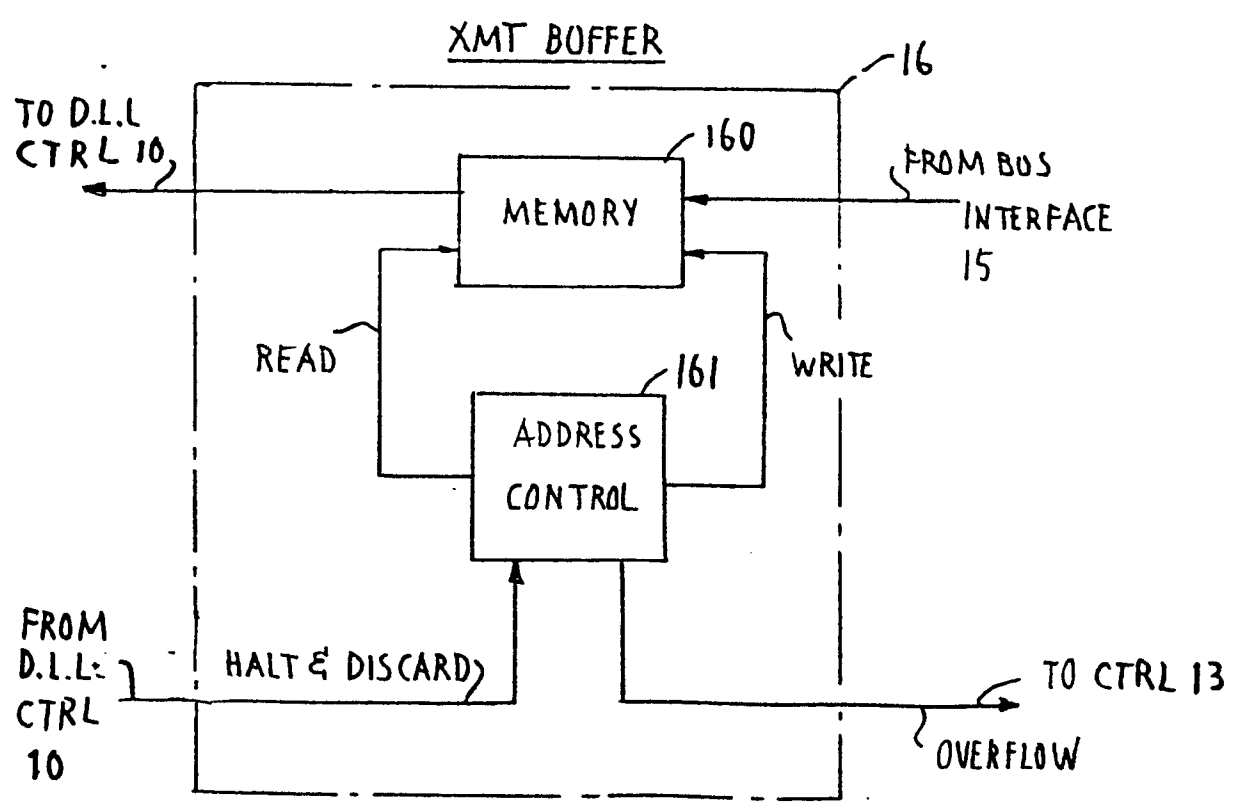 XMT BUFFER
16
TO D.L.L
CTRL 10
160
MEMORY
FROM BUS
INTERFACE
15
READ
WRITE
161
ADDRESS
CONTROL
FROM
D.L.L.
CTRL
10
HALT & DISCARD
TO CTRL 13
OVERFLOW